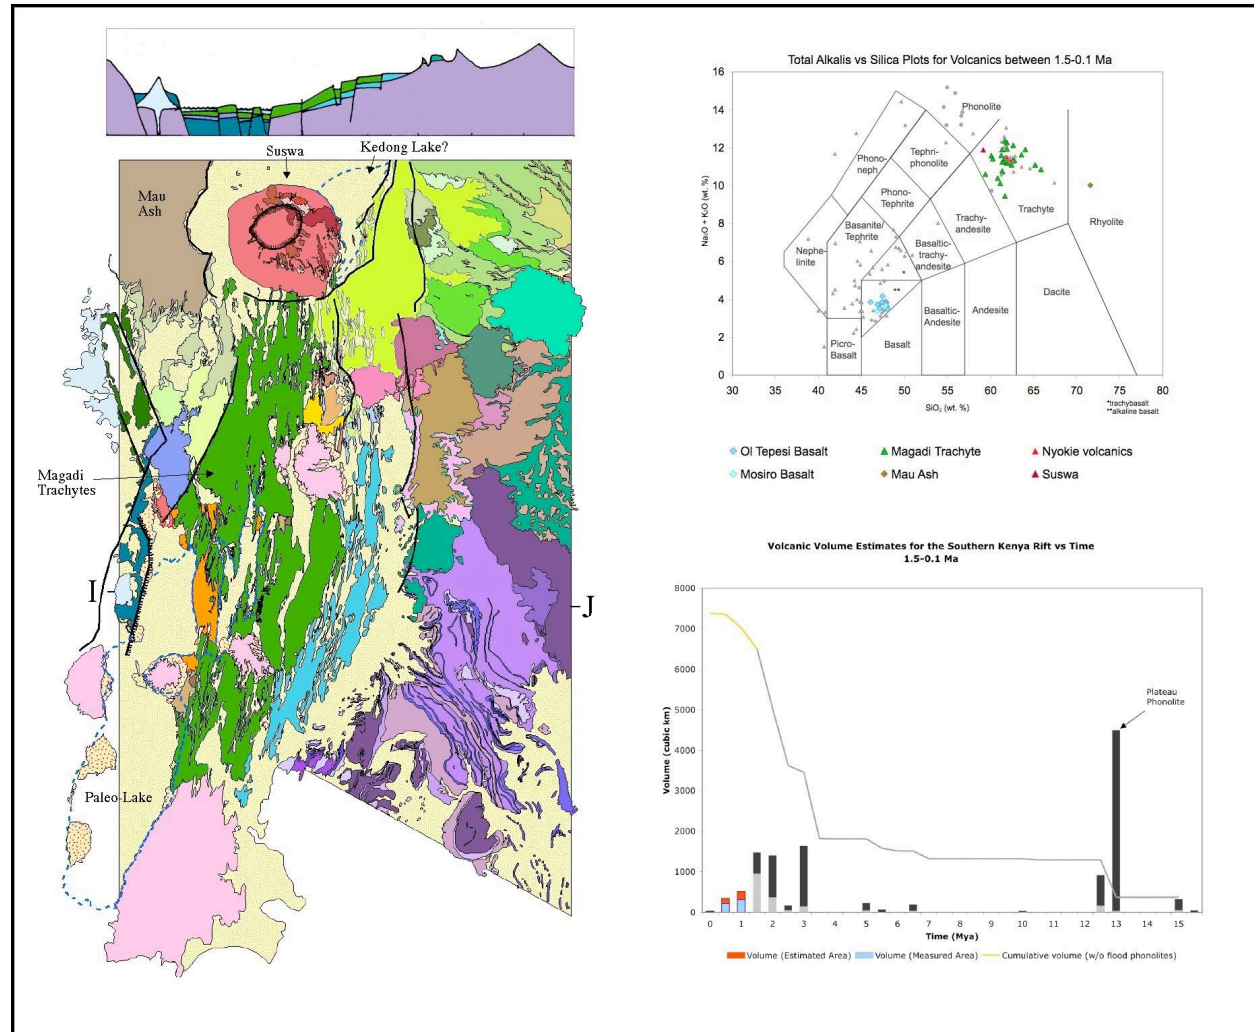 Suswa
Kedong Lake?
Mau
Ash
Magadi
Trachytes
I
J
Paleo-Lake
Total Alkalis vs Silica Plots for Volcanics between 1.5-0.1 Ma
16
14
12
10
8
6
4
2
0
Na₂O + K₂O (wt. %)
Phonolite
Tephri-
phonolite
Phono-
neph
Phono-
Tephrite
Trachyte
Rhyolite
Trachy-
andesite
Basanite/
Tephrite
Basaltic-
trachy-
andesite
Nephe-
linite
*
**
Dacite
Basaltic-
Andesite
Andesite
Picro-
Basalt
Basalt
30 35 40 45 50 55 60 65 70 75 80
SiO₂ (wt. %)
*trachybasalt
**alkaline basalt
Ol Tepesi Basalt
Magadi Trachyte
Nyokie volcanics
Mosiro Basalt
Mau Ash
Suswa
Volcanic Volume Estimates for the Southern Kenya Rift vs Time
1.5-0.1 Ma
8000
7000
6000
5000
4000
3000
2000
1000
0
Volume (cubic km)
Plateau
Phonolite
0 1 2 3 4 5 6 7 8 9 10 11 12 13 14 15
Time (Mya)
Volume (Estimated Area)
Volume (Measured Area)
Cumulative volume (w/o flood phonolites)